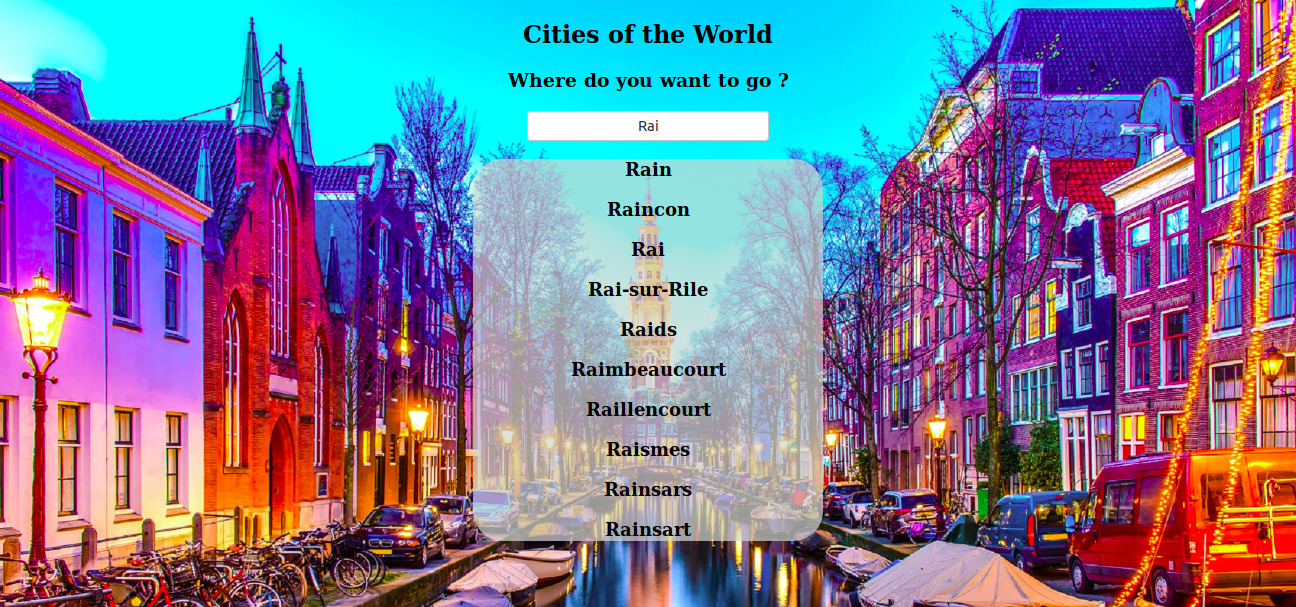 Cities of the World
Where do you want to go ?
Rai
Rain
Raincon
Rai
Rai-sur-Rile
Raids
Raimbeaucourt
Raillencourt
Raismes
Rainsars
Rainsart